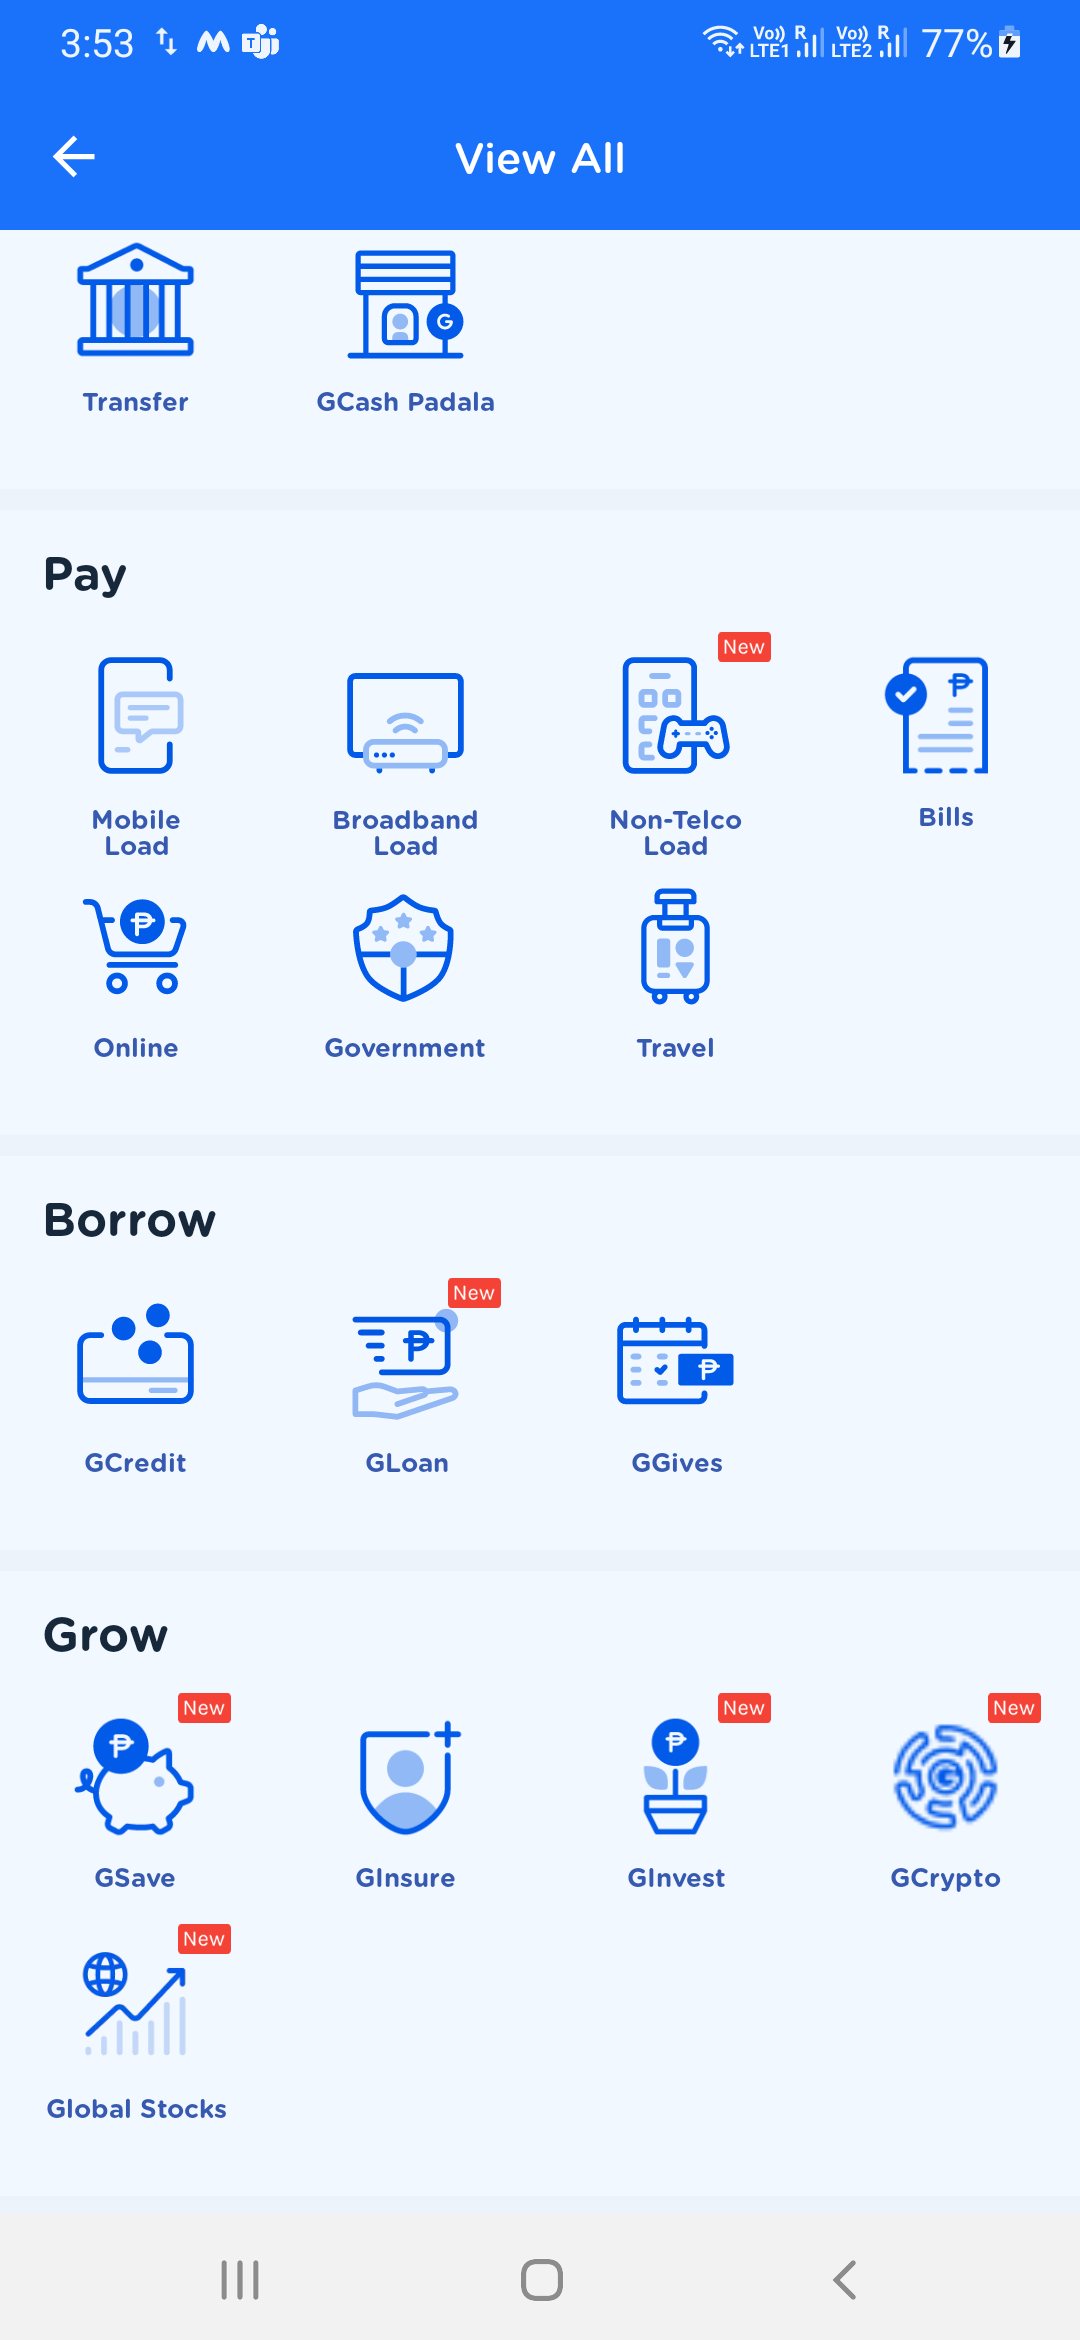 3:53
T
Vo)) R
LTE1
Vo)) R
LTE2
77%
View All
G
Transfer
GCash Padala
Pay
New
₱
Mobile
Load
Broadband
Load
Non-Telco
Load
Bills
₱
Online
Government
Travel
Borrow
New
₱
₱
GCredit
GLoan
GGives
Grow
New
New
New
₱
₱
G
GSave
GInsure
GInvest
GCrypto
New
Global Stocks